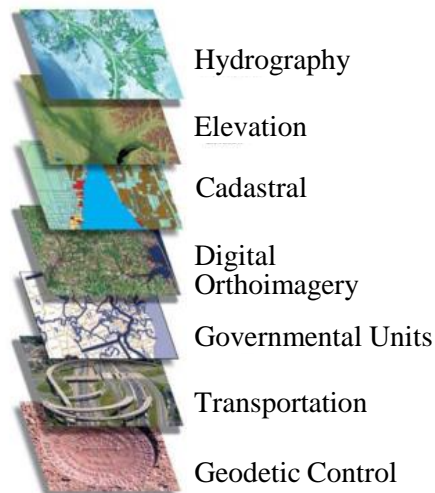 Hydrography
Elevation
Cadastral
Digital
Orthoimagery
Governmental Units
Transportation
Geodetic Control